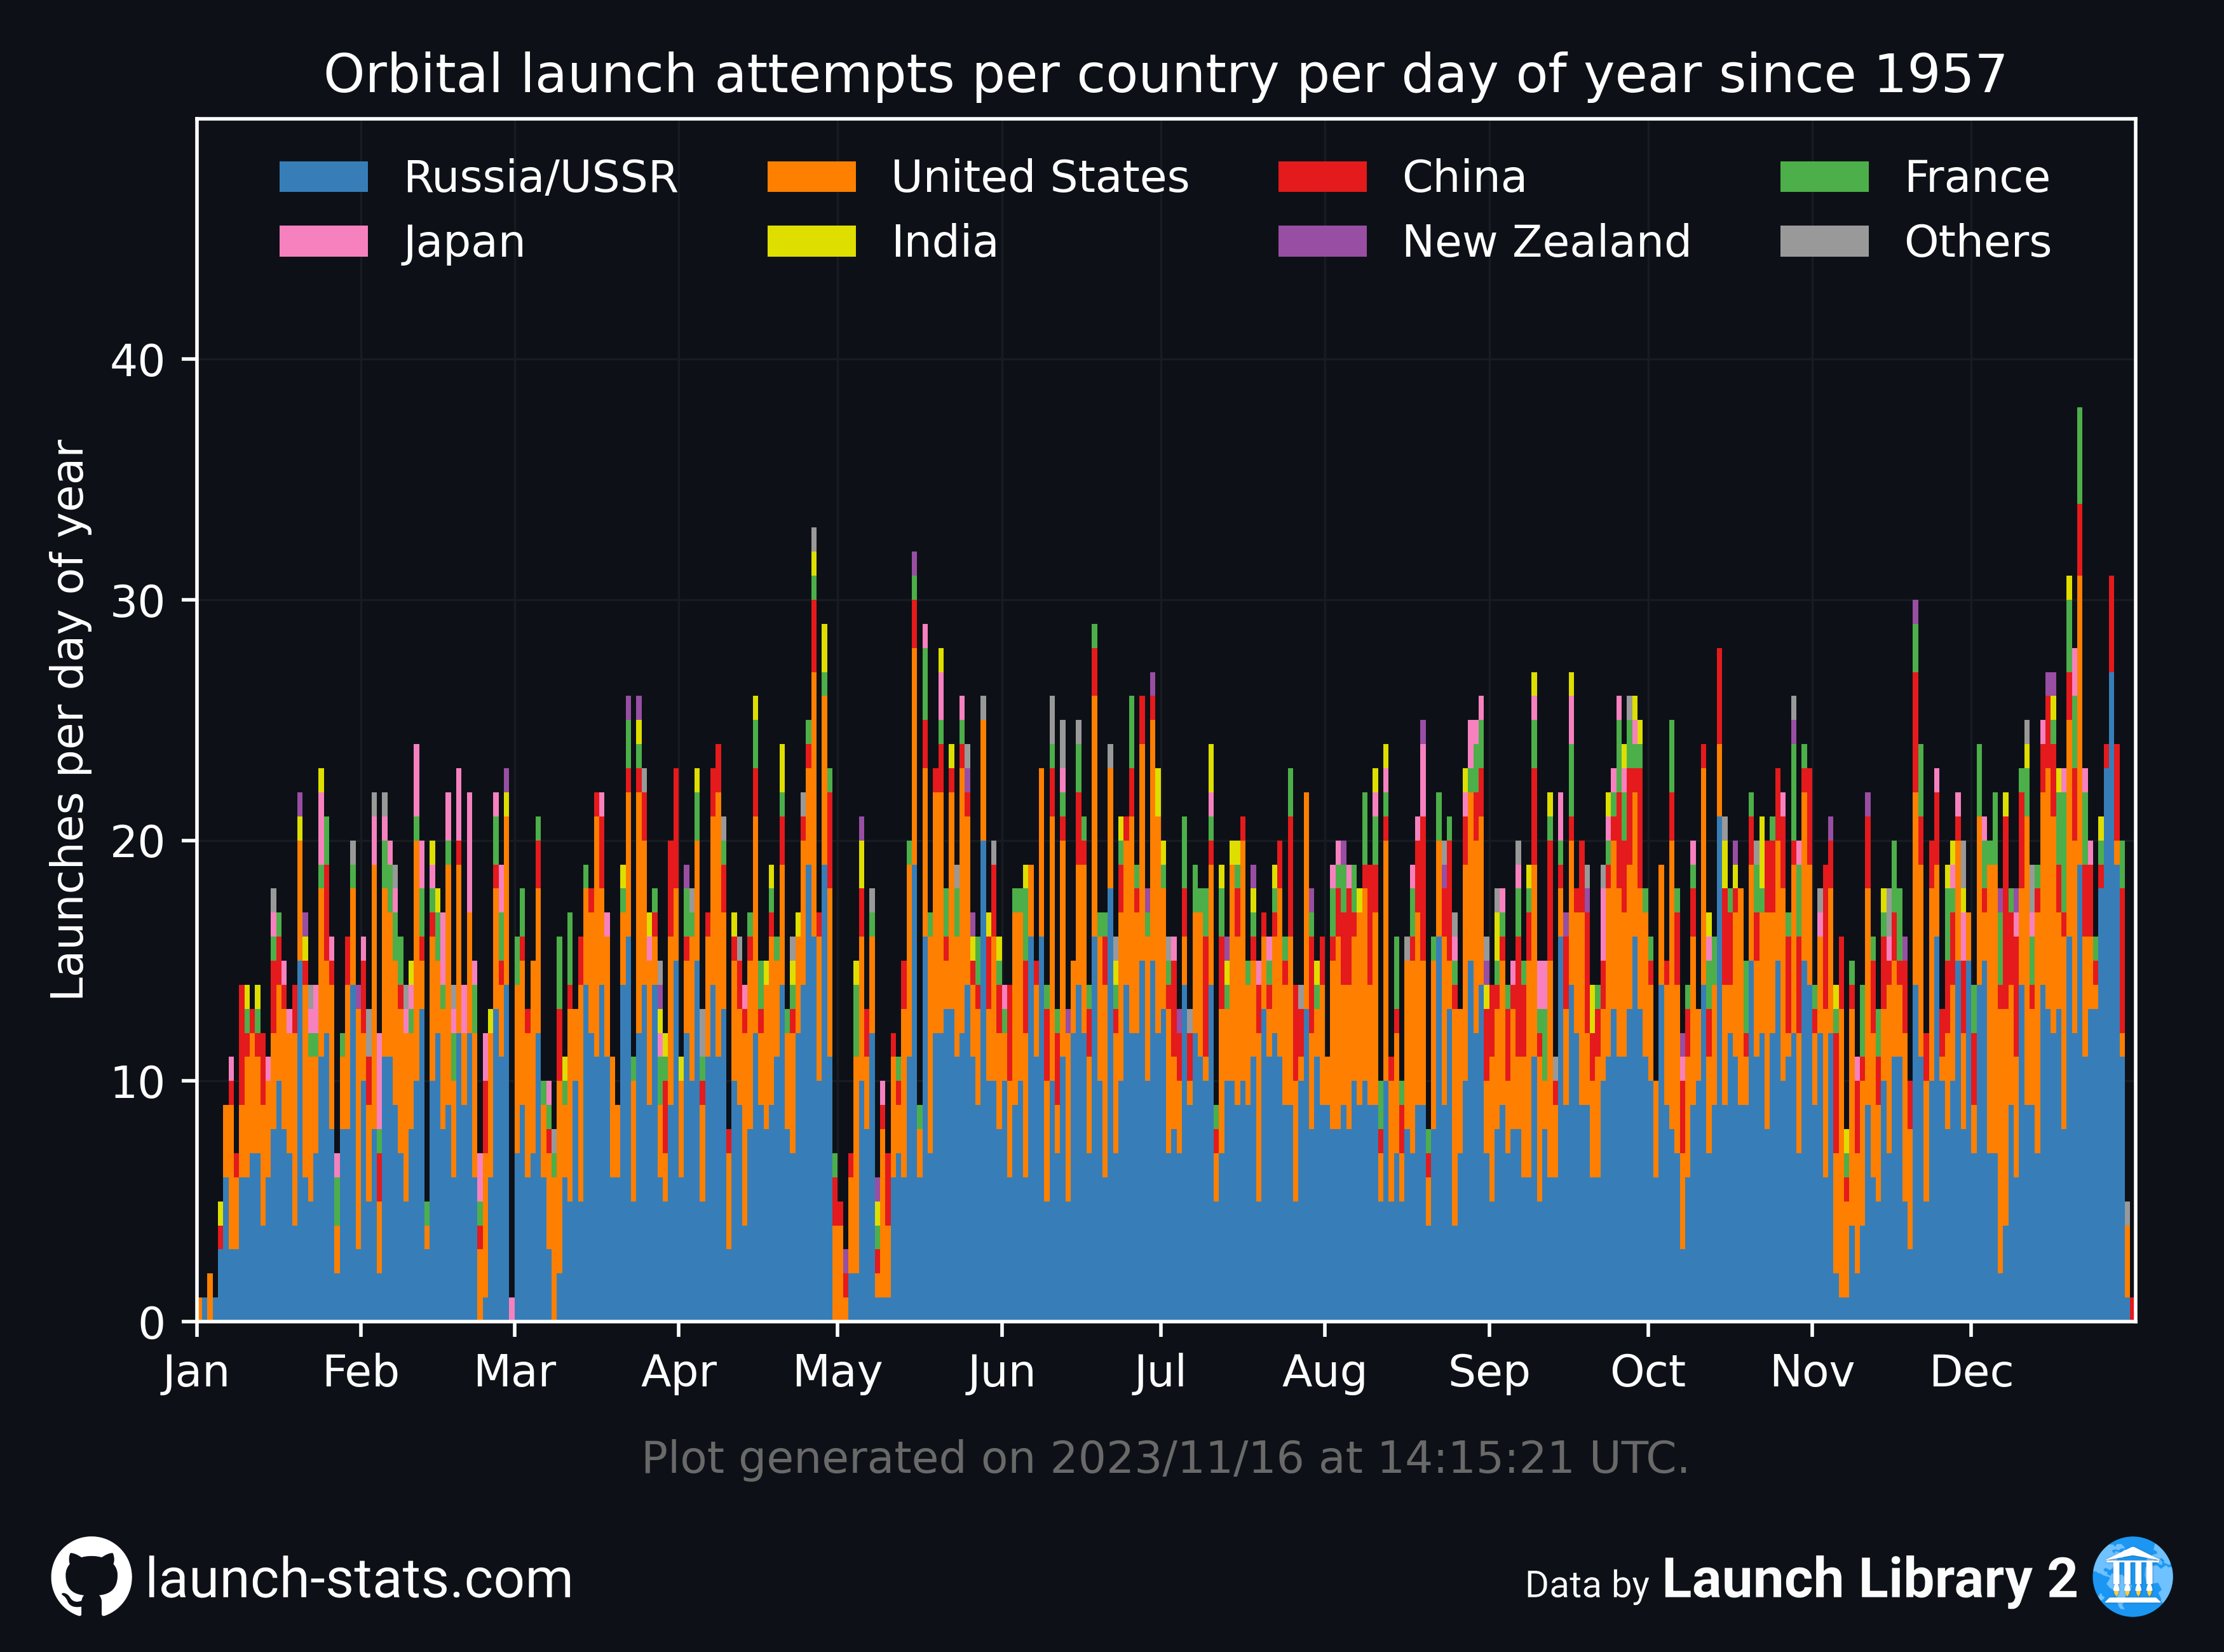 Orbital launch attempts per country per day of year since 1957
Russia/USSR United States China France
Japan India New Zealand Others
Launches per day of year
40
30
20
10
0
Jan Feb Mar Apr May Jun Jul Aug Sep Oct Nov Dec
Plot generated on 2023/11/16 at 14:15:21 UTC.
launch-stats.com
Data by Launch Library 2